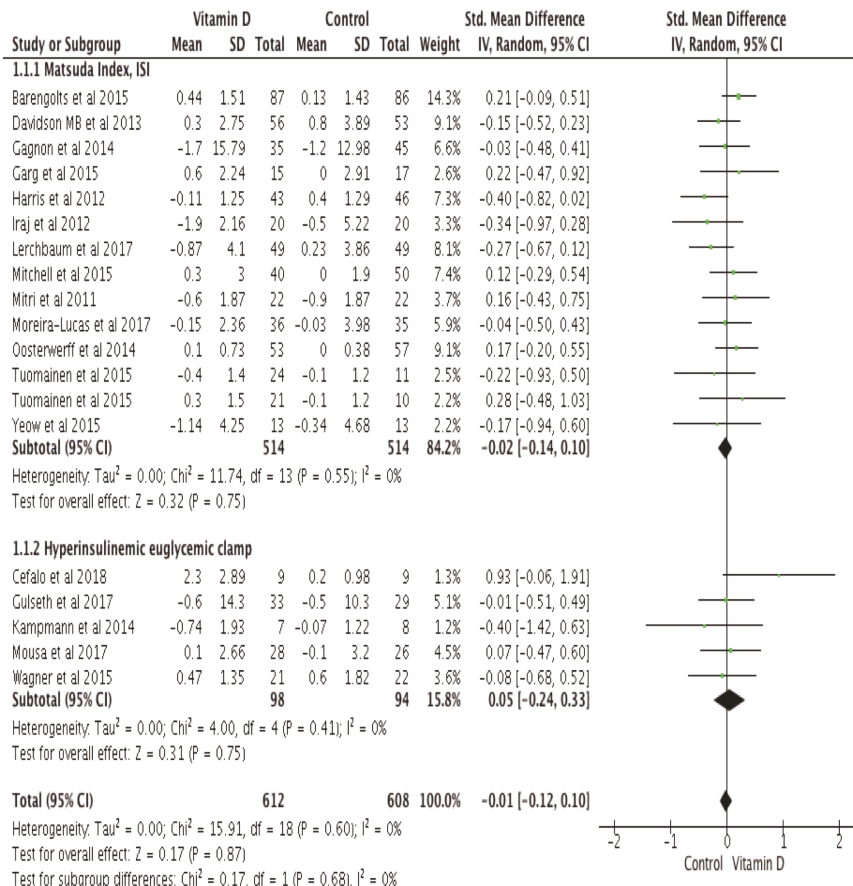 Vitamin D Control Std. Mean Difference Std. Mean Difference
Study or Subgroup Mean SD Total Mean SD Total Weight IV, Random, 95% CI IV, Random, 95% CI
1.1.1 Matsuda Index, ISI
Barengolts et al 2015 0.44 1.51 87 0.13 1.43 86 14.3% 0.21 [-0.09, 0.51]
Davidson MB et al 2013 0.3 2.75 56 0.8 3.89 53 9.1% -0.15 [-0.52, 0.23]
Gagnon et al 2014 -1.7 15.79 35 -1.2 12.98 45 6.6% -0.03 [-0.48, 0.41]
Garg et al 2015 0.6 2.24 15 0 2.91 17 2.6% 0.22 [-0.47, 0.92]
Harris et al 2012 -0.11 1.25 43 0.4 1.29 46 7.3% -0.40 [-0.82, 0.02]
Iraj et al 2012 -1.9 2.16 20 -0.5 5.22 20 3.3% -0.34 [-0.97, 0.28]
Lerchbaum et al 2017 -0.87 4.1 49 0.23 3.86 49 8.1% -0.27 [-0.67, 0.12]
Mitchell et al 2015 0.3 3 40 0 1.9 50 7.4% 0.12 [-0.29, 0.54]
Mitri et al 2011 -0.6 1.87 22 -0.9 1.87 22 3.7% 0.16 [-0.43, 0.75]
Moreira-Lucas et al 2017 -0.15 2.36 36 -0.03 3.98 35 5.9% -0.04 [-0.50, 0.43]
Oosterwerff et al 2014 0.1 0.73 53 0 0.38 57 9.1% 0.17 [-0.20, 0.55]
Tuomainen et al 2015 -0.4 1.4 24 -0.1 1.2 11 2.5% -0.22 [-0.93, 0.50]
Tuomainen et al 2015 0.3 1.5 21 -0.1 1.2 10 2.2% 0.28 [-0.48, 1.03]
Yeow et al 2015 -1.14 4.25 13 -0.34 4.68 13 2.2% -0.17 [-0.94, 0.60]
Subtotal (95% CI) 514 514 84.2% -0.02 [-0.14, 0.10]
Heterogeneity: Tau² = 0.00; Chi² = 11.74, df = 13 (P = 0.55); I² = 0%
Test for overall effect: Z = 0.32 (P = 0.75)
1.1.2 Hyperinsulinemic euglycemic clamp
Cefalo et al 2018 2.3 2.89 9 0.2 0.98 9 1.3% 0.93 [-0.06, 1.91]
Gulseth et al 2017 -0.6 14.3 33 -0.5 10.3 29 5.1% -0.01 [-0.51, 0.49]
Kampmann et al 2014 -0.74 1.93 7 -0.07 1.22 8 1.2% -0.40 [-1.42, 0.63]
Mousa et al 2017 0.1 2.66 28 -0.1 3.2 26 4.5% 0.07 [-0.47, 0.60]
Wagner et al 2015 0.47 1.35 21 0.6 1.82 22 3.6% -0.08 [-0.68, 0.52]
Subtotal (95% CI) 98 94 15.8% 0.05 [-0.24, 0.33]
Heterogeneity: Tau² = 0.00; Chi² = 4.00, df = 4 (P = 0.41); I² = 0%
Test for overall effect: Z = 0.31 (P = 0.75)
Total (95% CI) 612 608 100.0% -0.01 [-0.12, 0.10]
Heterogeneity: Tau² = 0.00; Chi² = 15.91, df = 18 (P = 0.60); I² = 0%
Test for overall effect: Z = 0.17 (P = 0.87)
Test for subgroup differences: Chi² = 0.17, df = 1 (P = 0.68), I² = 0%
-2 -1 0 1 2
Control Vitamin D